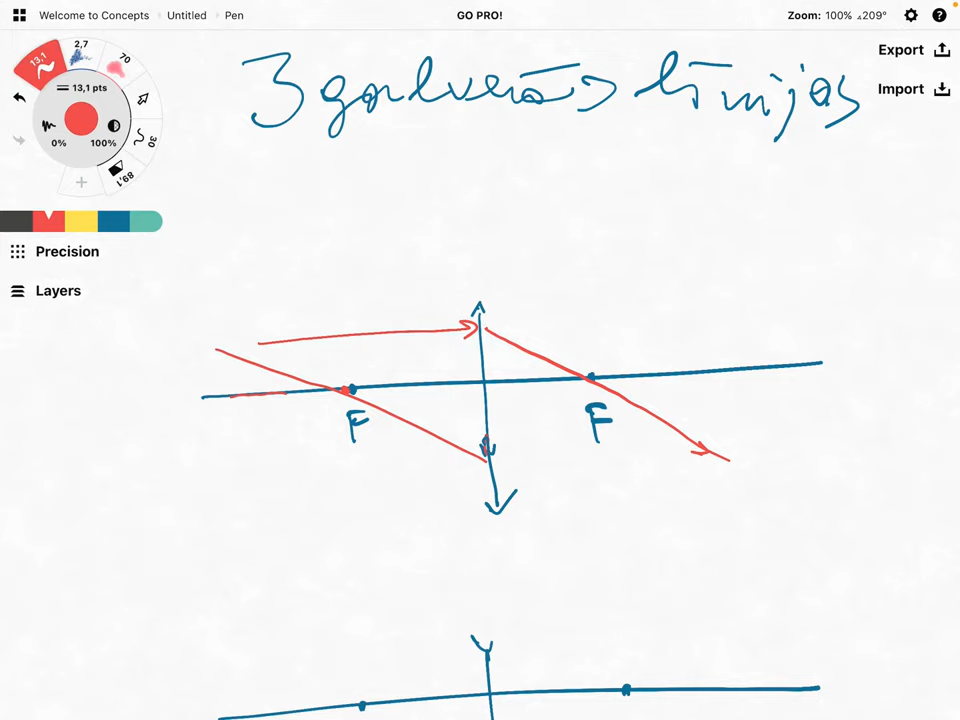 Welcome to Concepts › Untitled › Pen
GO PRO!
Zoom: 100% ⊿209°
Export
Import
13,1
2,7
70
13,1 pts
30
0%
100%
89,1
Precision
Layers
3 galvenās līnijas
F
F